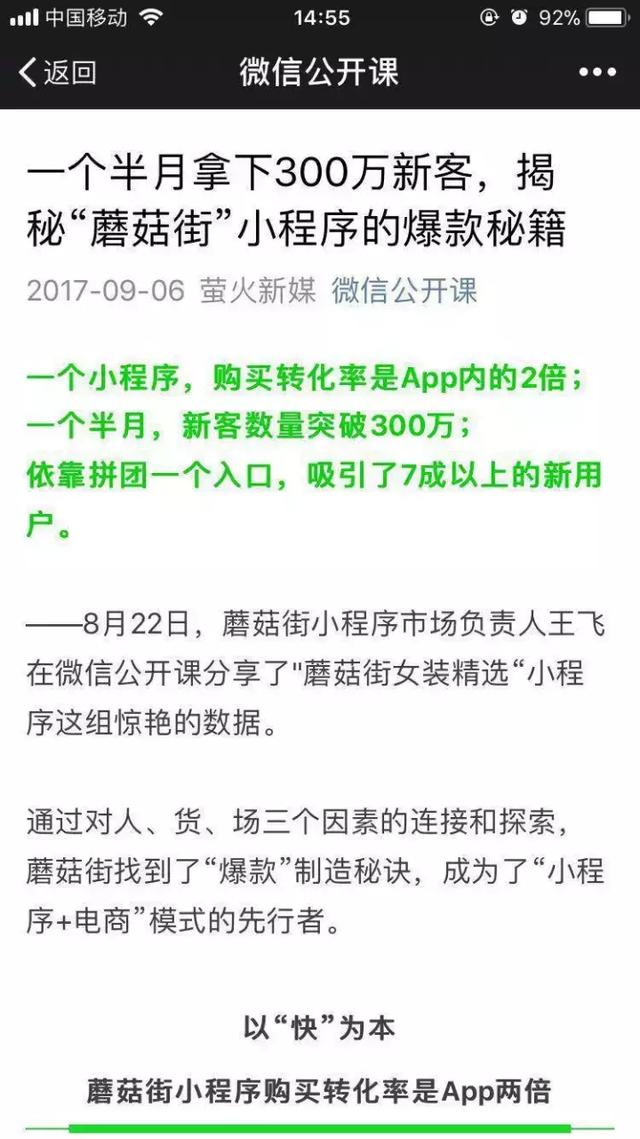 中国移动 14:55 92%
返回 微信公开课
一个半月拿下300万新客，揭
秘“蘑菇街”小程序的爆款秘籍
2017-09-06 萤火新媒 微信公开课
一个小程序，购买转化率是App内的2倍；
一个半月，新客数量突破300万；
依靠拼团一个入口，吸引了7成以上的新用
户。
——8月22日，蘑菇街小程序市场负责人王飞
在微信公开课分享了"蘑菇街女装精选“小程
序这组惊艳的数据。
通过对人、货、场三个因素的连接和探索，
蘑菇街找到了“爆款”制造秘诀，成为了“小程
序+电商”模式的先行者。
以“快”为本
蘑菇街小程序购买转化率是App两倍